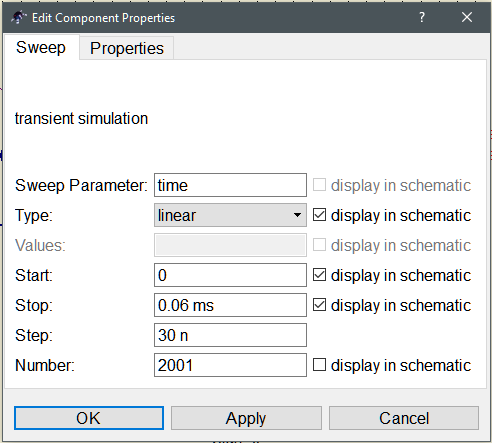 Edit Component Properties ?
Sweep Properties
transient simulation
Sweep Parameter: time display in schematic
Type: linear display in schematic
Values: display in schematic
Start: 0 display in schematic
Stop: 0.06 ms display in schematic
Step: 30 n
Number: 2001 display in schematic
OK Apply Cancel